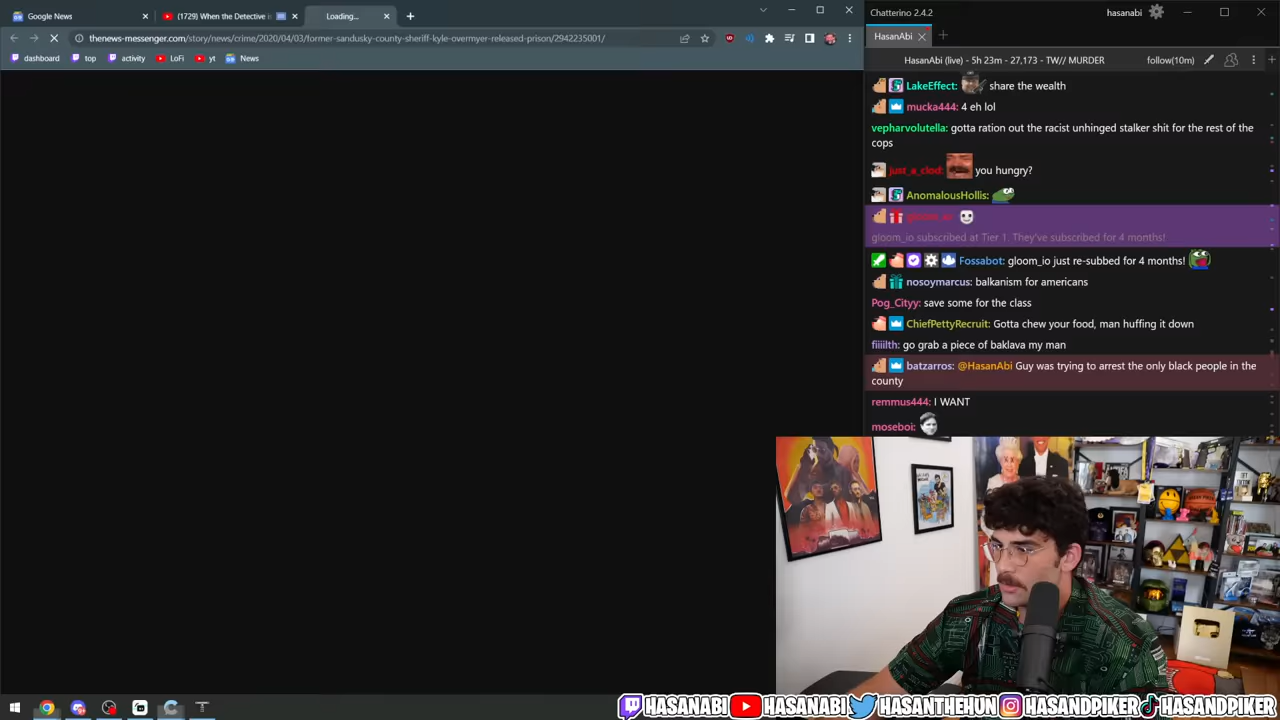 Google News
(1729) When the Detective is
Loading...
thenews-messenger.com/story/news/crime/2020/04/03/former-sandusky-county-sheriff-kyle-overmyer-released-prison/2942235001/
dashboard
top
activity
LoFi
yt
News
Chatterino 2.4.2
hasanabi
HasanAbi
HasanAbi (live) - 5h 23m - 27,173 - TW// MURDER
follow(10m)
LakeEffect: share the wealth
mucka444: 4 eh lol
vepharvolutella: gotta ration out the racist unhinged stalker shit for the rest of the
cops
just_a_clod: you hungry?
AnomalousHollis:
gloom_io:
gloom_io subscribed at Tier 1. They've subscribed for 4 months!
Fossabot: gloom_io just re-subbed for 4 months!
nosoymarcus: balkanism for americans
Pog_Cityy: save some for the class
ChiefPettyRecruit: Gotta chew your food, man huffing it down
fiiiilth: go grab a piece of baklava my man
batzarros: @HasanAbi Guy was trying to arrest the only black people in the
county
remmus444: I WANT
moseboi:
HASANABI
HASANABI
HASANTHEHUN
HASANDPIKER
HASANDPIKER